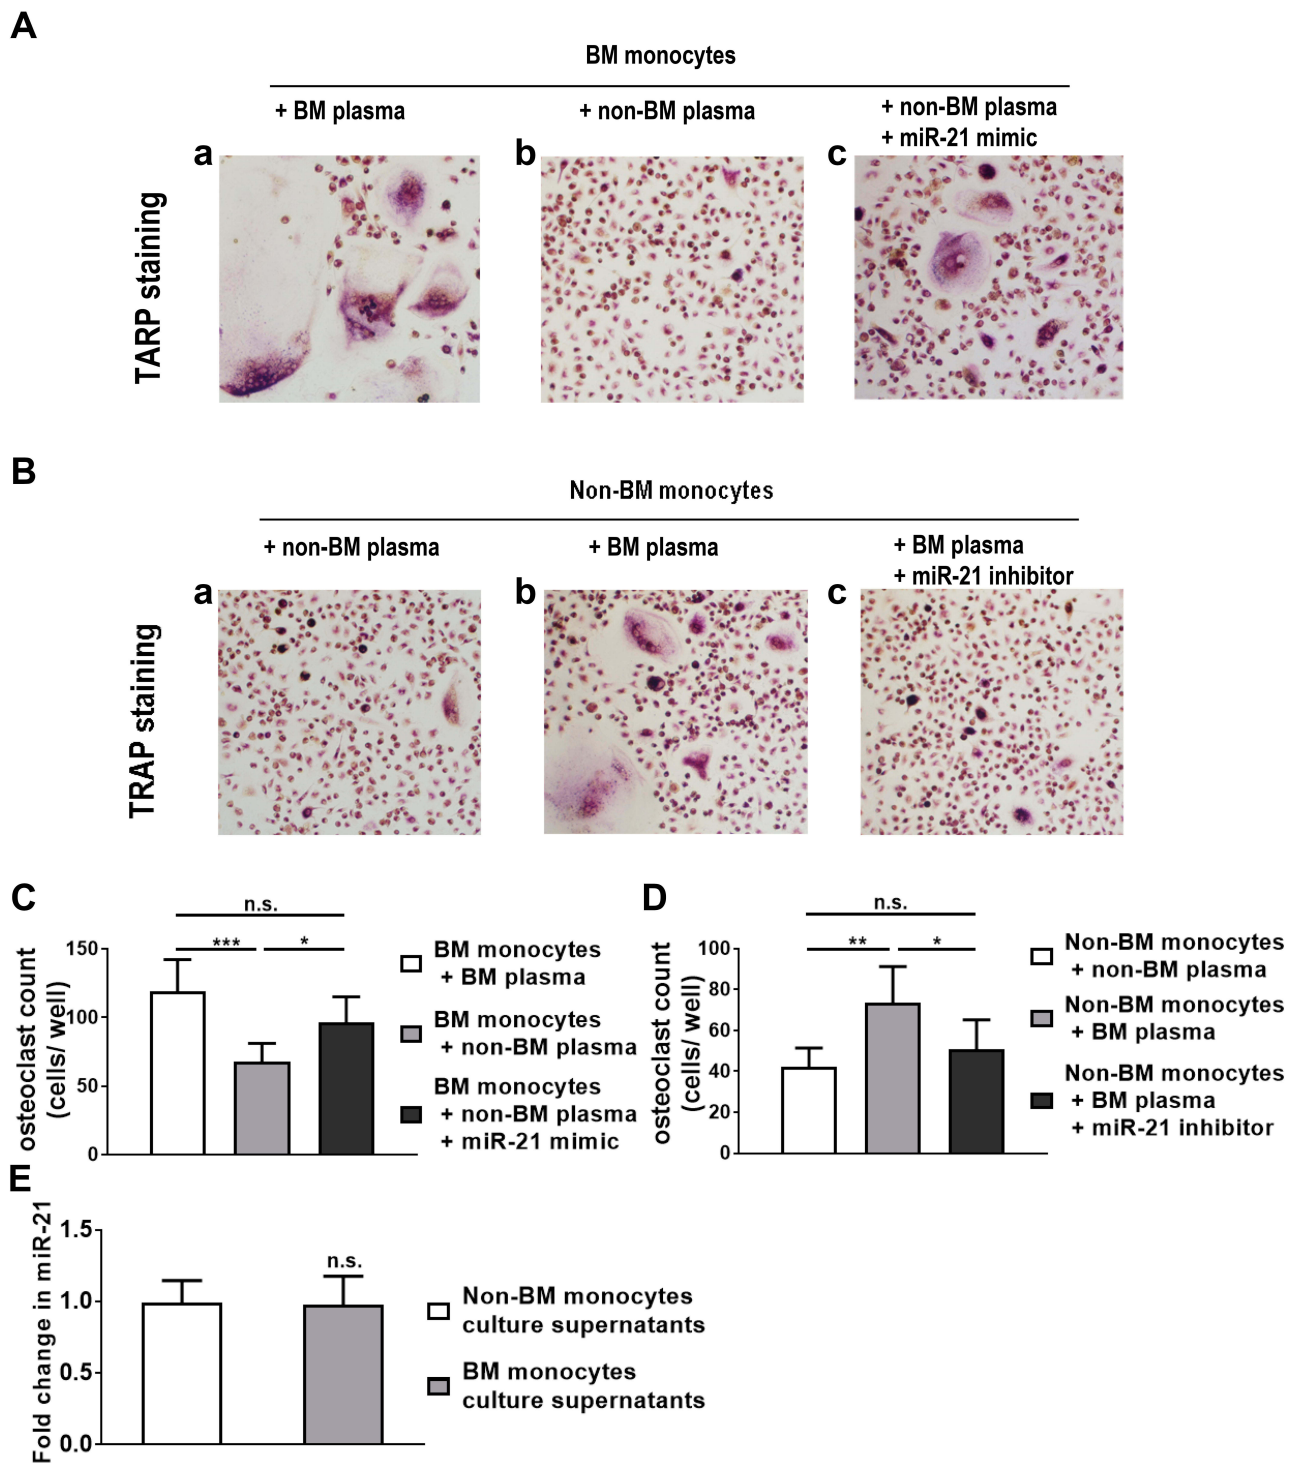 A
BM monocytes
+ BM plasma
+ non-BM plasma
+ non-BM plasma
+ miR-21 mimic
a
b
c
TARP staining
B
Non-BM monocytes
+ non-BM plasma
+ BM plasma
+ BM plasma
+ miR-21 inhibitor
a
b
c
TRAP staining
C
n.s.
***
*
osteoclast count
(cells/ well)
150
100
50
0
BM monocytes
+ BM plasma
BM monocytes
+ non-BM plasma
BM monocytes
+ non-BM plasma
+ miR-21 mimic
D
n.s.
**
*
osteoclast count
(cells/ well)
100
80
60
40
20
0
Non-BM monocytes
+ non-BM plasma
Non-BM monocytes
+ BM plasma
Non-BM monocytes
+ BM plasma
+ miR-21 inhibitor
E
Fold change in miR-21
1.5
1.0
0.5
0.0
n.s.
Non-BM monocytes
culture supernatants
BM monocytes
culture supernatants